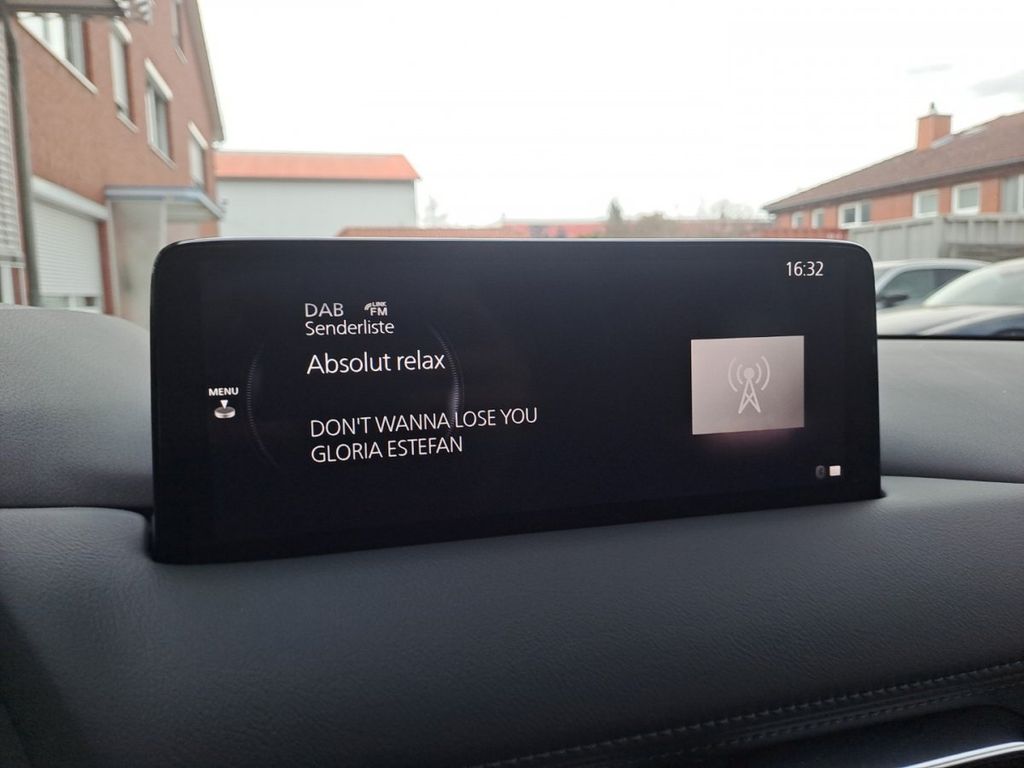 16:32
DAB LINK FM
Senderliste
Absolut relax
MENU
DON'T WANNA LOSE YOU
GLORIA ESTEFAN